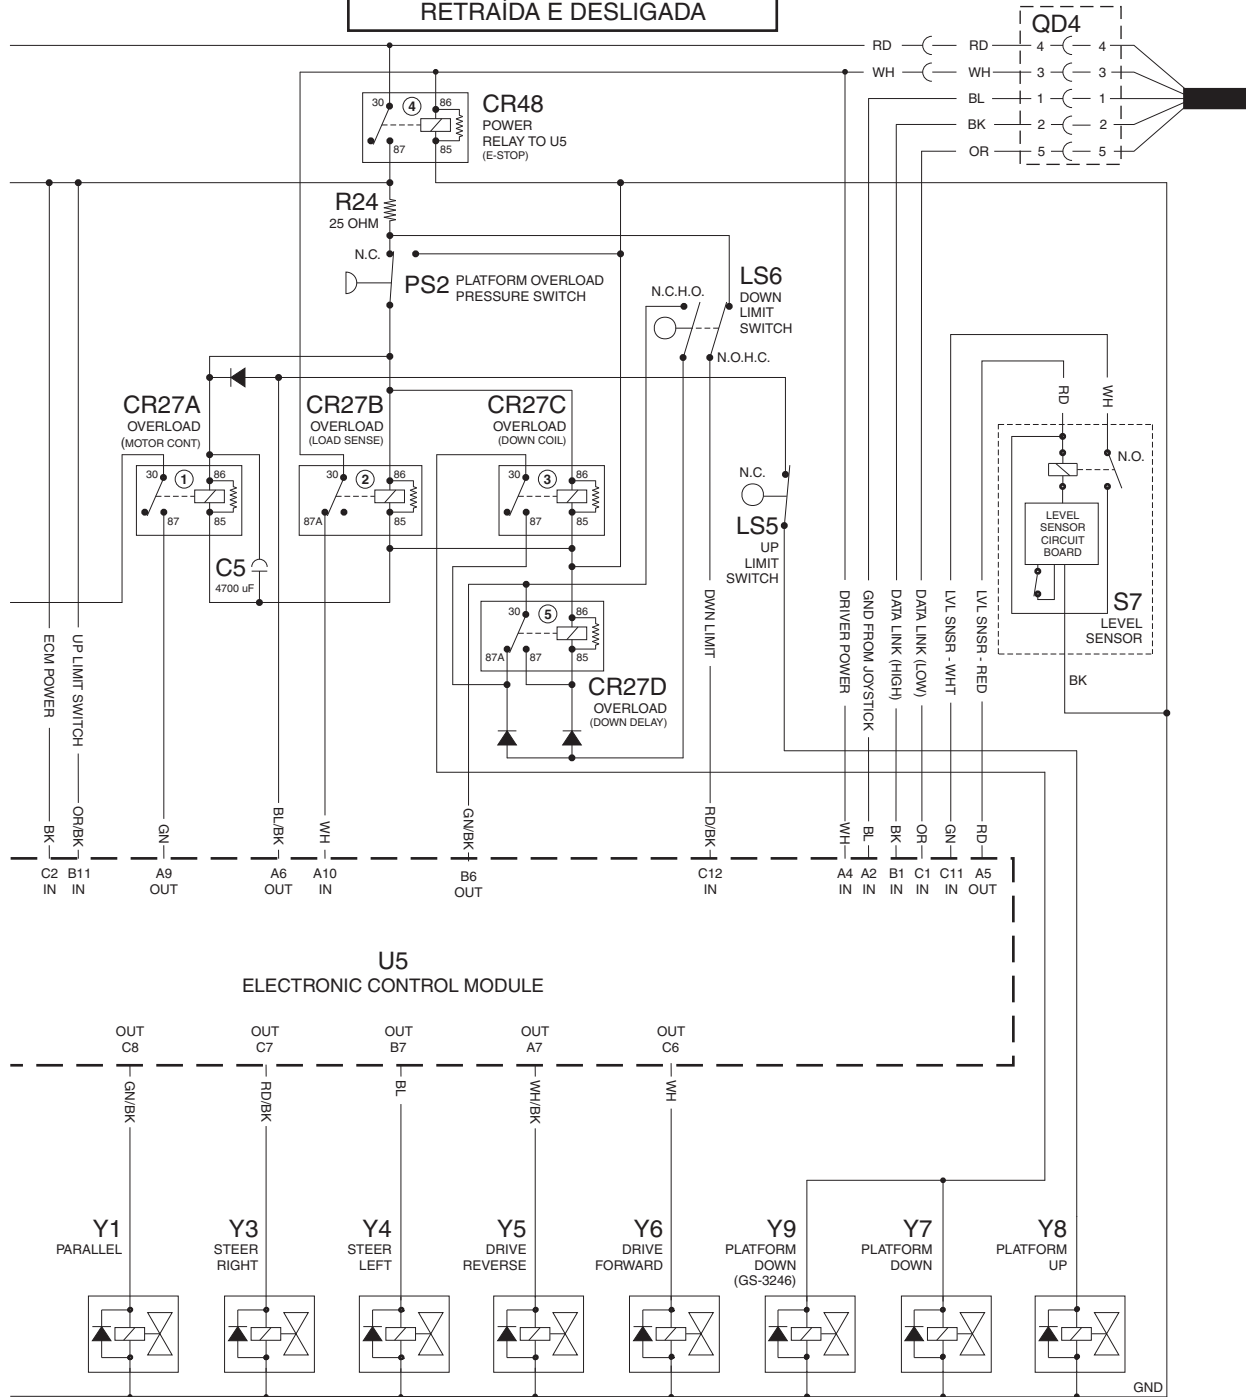 RETRAÍDA E DESLIGADA
QD4
RD RD 4 4
WH WH 3 3
BL 1 1
BK 2 2
OR 5 5
30 4 86
87 85
CR48
POWER
RELAY TO U5
(E-STOP)
R24
25 OHM
N.C.
PS2 PLATFORM OVERLOAD
PRESSURE SWITCH
N.C.H.O.
LS6
DOWN
LIMIT
SWITCH
N.O.H.C.
CR27A
OVERLOAD
(MOTOR CONT)
30 1 86
87 85
CR27B
OVERLOAD
(LOAD SENSE)
30 2 86
87A 85
CR27C
OVERLOAD
(DOWN COIL)
30 3 86
87 85
C5
4700 uF
N.C.
LS5
UP
LIMIT
SWITCH
30 5 86
87A 87 85
CR27D
OVERLOAD
(DOWN DELAY)
RD
WH
N.O.
LEVEL
SENSOR
CIRCUIT
BOARD
S7
LEVEL
SENSOR
BK
ECM POWER
UP LIMIT SWITCH
DWN LIMIT
DRIVER POWER
GND FROM JOYSTICK
DATA LINK (HIGH)
DATA LINK (LOW)
LVL SNSR - WHT
LVL SNSR - RED
BK
OR/BK
GN
BL/BK
WH
GN/BK
RD/BK
WH
BL
BK
OR
GN
RD
C2 B11 A9 A6 A10 B6 C12 A4 A2 B1 C1 C11 A5
IN IN OUT OUT IN OUT IN IN IN IN IN IN OUT
U5
ELECTRONIC CONTROL MODULE
OUT OUT OUT OUT OUT
C8 C7 B7 A7 C6
GN/BK
RD/BK
BL
WH/BK
WH
Y1
PARALLEL
Y3
STEER
RIGHT
Y4
STEER
LEFT
Y5
DRIVE
REVERSE
Y6
DRIVE
FORWARD
Y9
PLATFORM
DOWN
(GS-3246)
Y7
PLATFORM
DOWN
Y8
PLATFORM
UP
GND